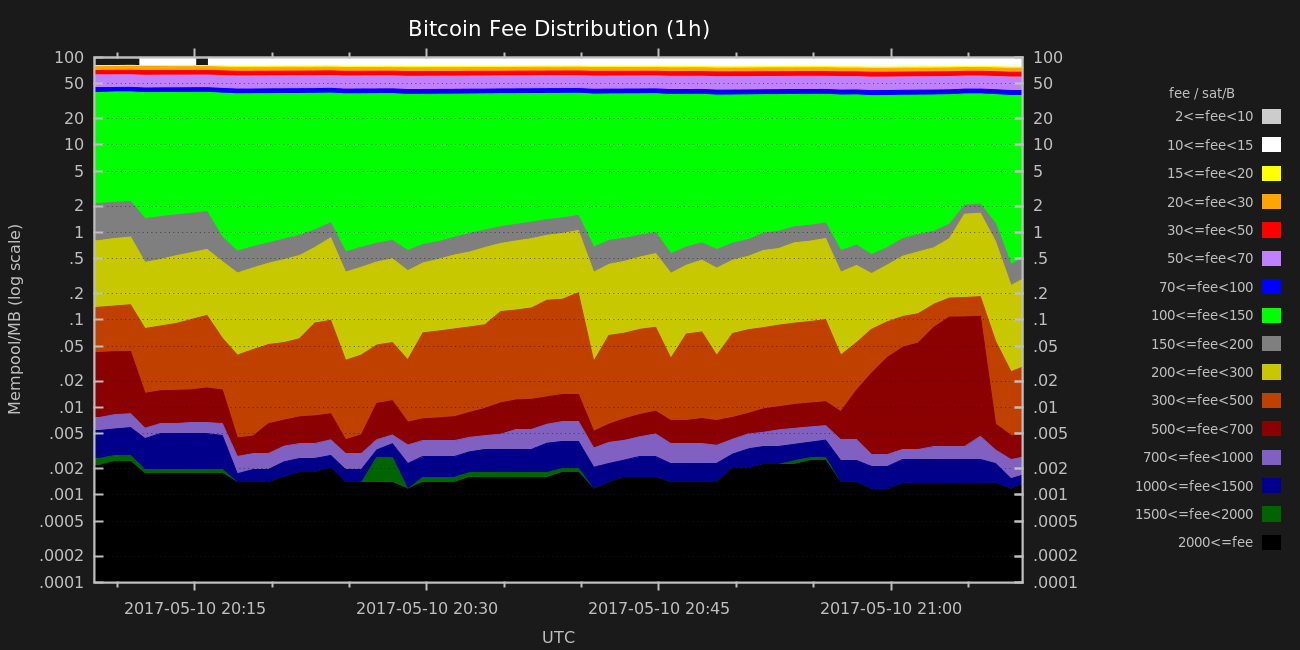 Bitcoin Fee Distribution (1h)
Mempool/MB (log scale)
100
50
20
10
5
2
1
.5
.2
.1
.05
.02
.01
.005
.002
.001
.0005
.0002
.0001
100
50
20
10
5
2
1
.5
.2
.1
.05
.02
.01
.005
.002
.001
.0005
.0002
.0001
2017-05-10 20:15
2017-05-10 20:30
2017-05-10 20:45
2017-05-10 21:00
UTC
fee / sat/B
2<=fee<10
10<=fee<15
15<=fee<20
20<=fee<30
30<=fee<50
50<=fee<70
70<=fee<100
100<=fee<150
150<=fee<200
200<=fee<300
300<=fee<500
500<=fee<700
700<=fee<1000
1000<=fee<1500
1500<=fee<2000
2000<=fee